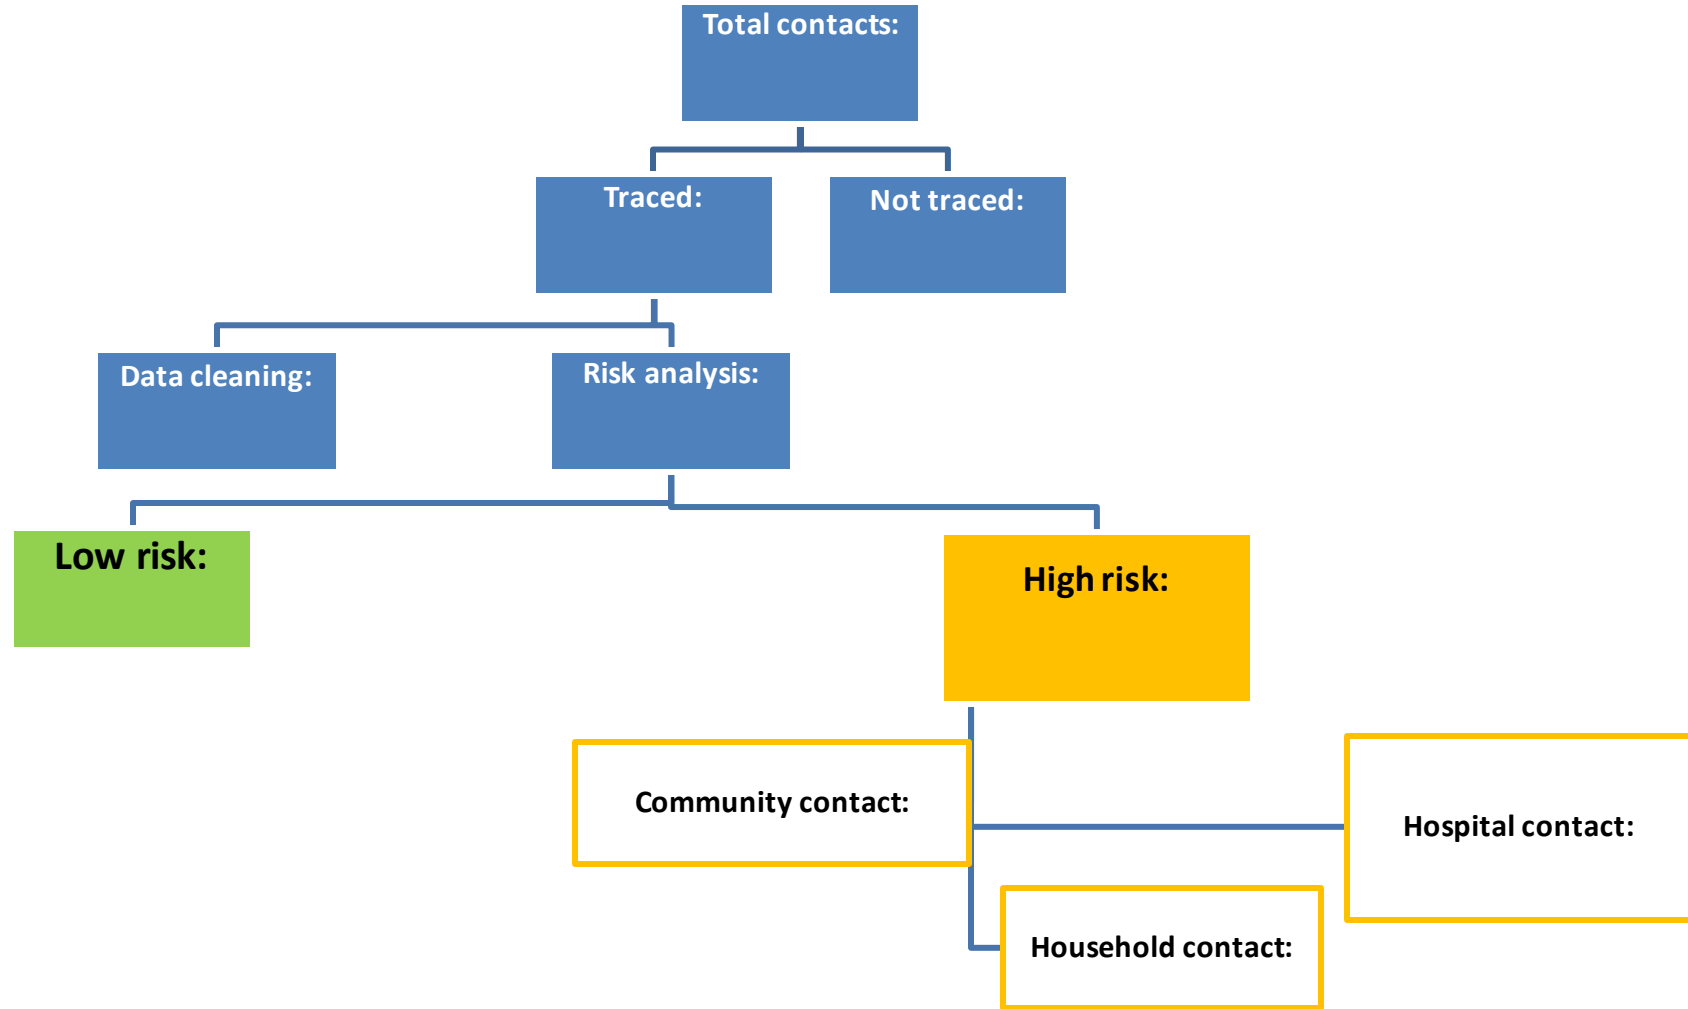 Total contacts:
Traced:
Not traced:
Data cleaning:
Risk analysis:
Low risk:
High risk:
Community contact:
Hospital contact:
Household contact: